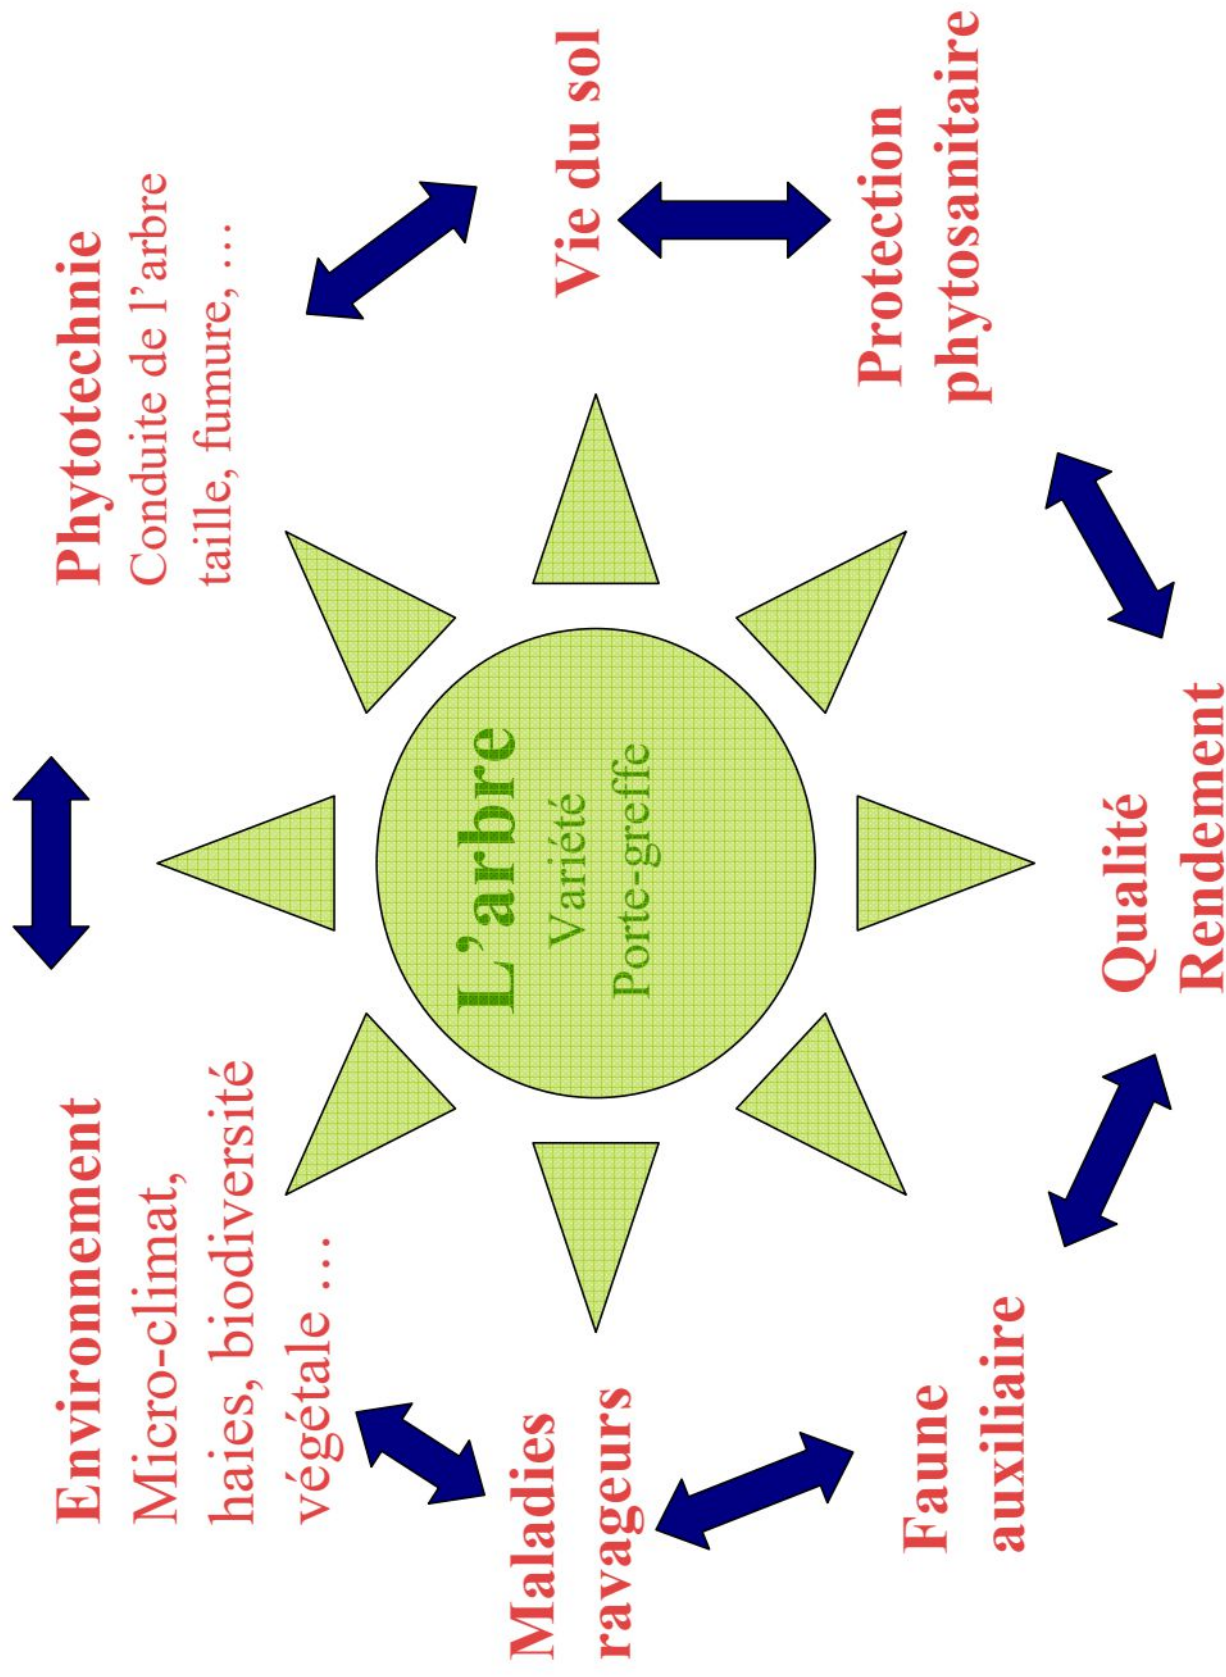 Environnement
Micro-climat,
haies, biodiversité
végétale …
Phytotechnie
Conduite de l’arbre
taille, fumure, …
Maladies
ravageurs
L’arbre
Variété
Porte-greffe
Vie du sol
Faune
auxiliaire
Protection
phytosanitaire
Qualité
Rendement